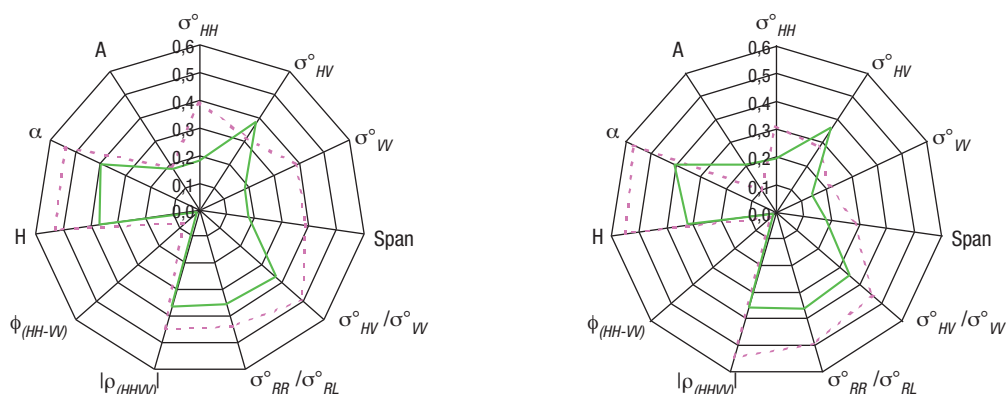 σ°HH
A
σ°HV
α
σ°VV
H
Span
ϕ(HH-VV)
σ°HV /σ°VV
|ρ(HHVV)|
σ°RR /σ°RL
0,6
0,5
0,4
0,3
0,2
0,1
0,0
σ°HH
A
σ°HV
α
σ°VV
H
Span
ϕ(HH-VV)
σ°HV /σ°VV
|ρ(HHVV)|
σ°RR /σ°RL
0,6
0,5
0,4
0,3
0,2
0,1
0,0